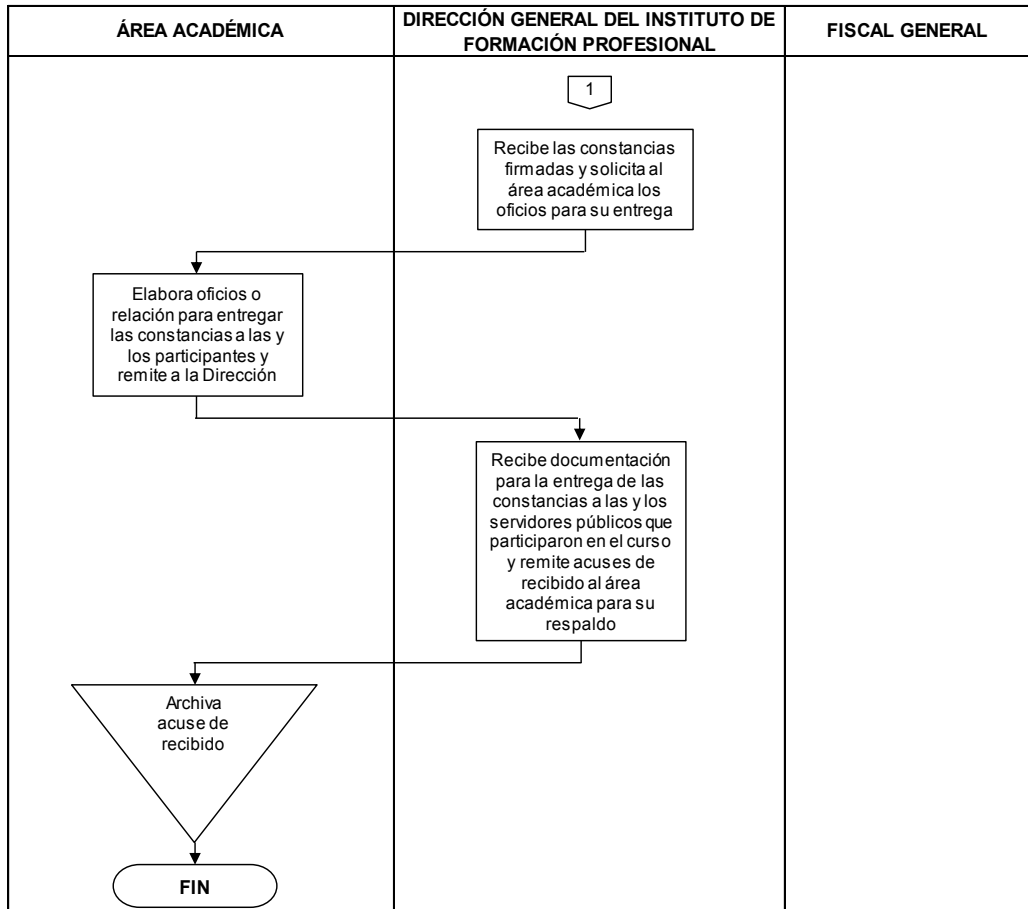 ÁREA ACADÉMICA
DIRECCIÓN GENERAL DEL INSTITUTO DE
FORMACIÓN PROFESIONAL
FISCAL GENERAL
1
Recibe las constancias
firmadas y solicita al
área académica los
oficios para su entrega
Elabora oficios o
relación para entregar
las constancias a las y
los participantes y
remite a la Dirección
Recibe documentación
para la entrega de las
constancias a las y los
servidores públicos que
participaron en el curso
y remite acuses de
recibido al área
académica para su
respaldo
Archiva
acuse de
recibido
FIN